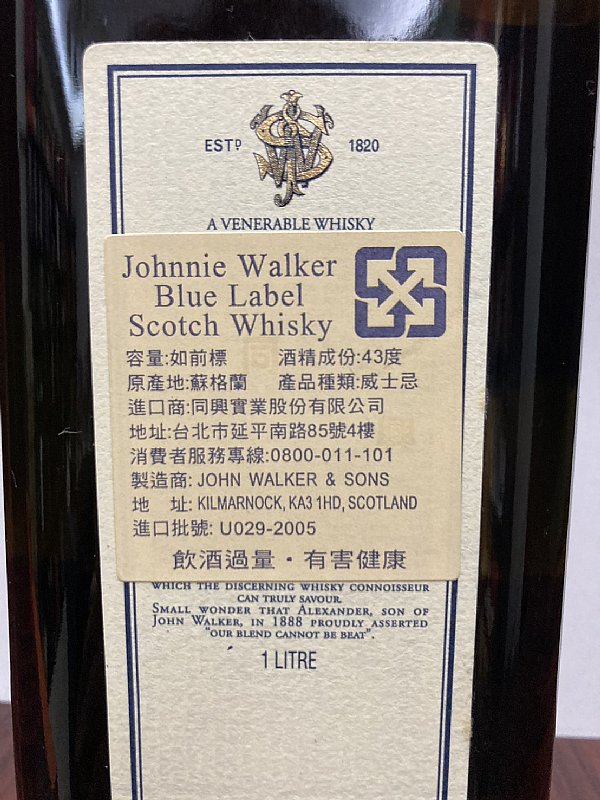 ESTD 1820
A VENERABLE WHISKY
Johnnie Walker
Blue Label
Scotch Whisky
容量:如前標 酒精成份:43度
原產地:蘇格蘭 產品種類:威士忌
進口商:同興實業股份有限公司
地址:台北市延平南路85號4樓
消費者服務專線:0800-011-101
製造商: JOHN WALKER & SONS
地 址: KILMARNOCK, KA3 1HD, SCOTLAND
進口批號: U029-2005
飲酒過量・有害健康
WHICH THE DISCERNING WHISKY CONNOISSEUR
CAN TRULY SAVOUR.
SMALL WONDER THAT ALEXANDER, SON OF
JOHN WALKER, IN 1888 PROUDLY ASSERTED
"OUR BLEND CANNOT BE BEAT".
1 LITRE